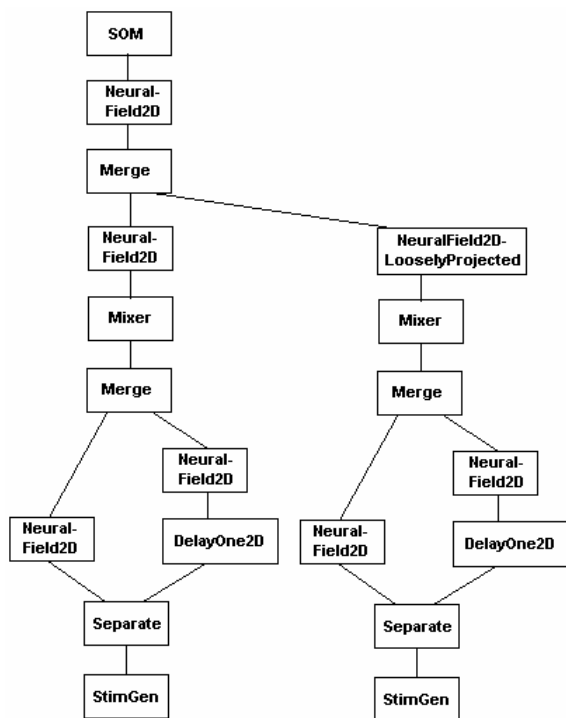 SOM
Neural-
Field2D
Merge
Neural-
Field2D
NeuralField2D-
LooselyProjected
Mixer
Mixer
Merge
Merge
Neural-
Field2D
Neural-
Field2D
Neural-
Field2D
DelayOne2D
Neural-
Field2D
DelayOne2D
Separate
Separate
StimGen
StimGen